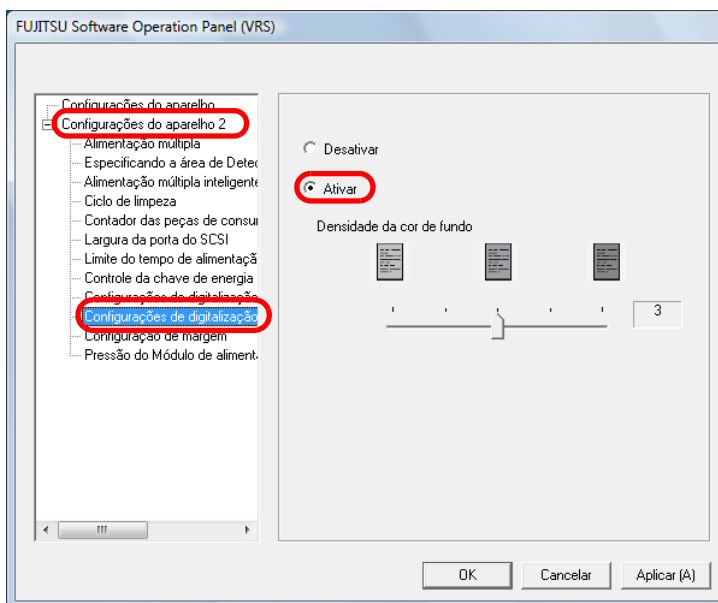 FUJITSU Software Operation Panel (VRS)
Configurações do aparelho
Configurações do aparelho 2
Alimentação múltipla
Especificando a área de Detec
Alimentação múltipla inteligente
Ciclo de limpeza
Contador das peças de consu
Largura da porta do SCSI
Limite do tempo de alimentaçã
Controle da chave de energia
Configurações de digitalização
Configurações de digitalização
Configuração de margem
Pressão do Módulo de aliment
Desativar
Ativar
Densidade da cor de fundo
3
OK
Cancelar
Aplicar (A)